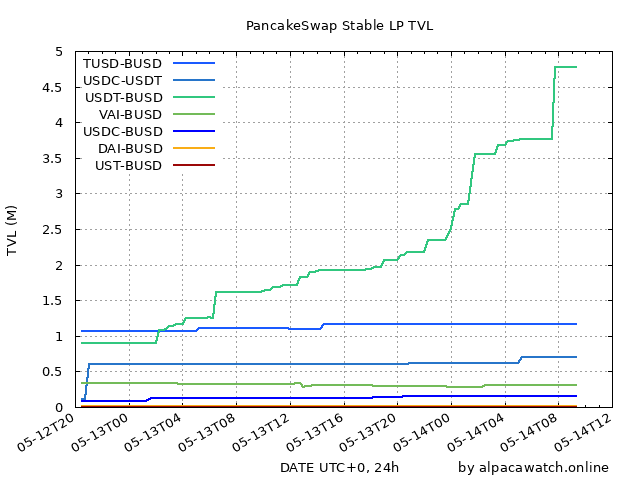 PancakeSwap Stable LP TVL
5
4.5
4
3.5
3
2.5
2
1.5
1
0.5
0
TVL (M)
TUSD-BUSD
USDC-USDT
USDT-BUSD
VAI-BUSD
USDC-BUSD
DAI-BUSD
UST-BUSD
05-12T20
05-13T00
05-13T04
05-13T08
05-13T12
05-13T16
05-13T20
05-14T00
05-14T04
05-14T08
05-14T12
DATE UTC+0, 24h
by alpacawatch.online